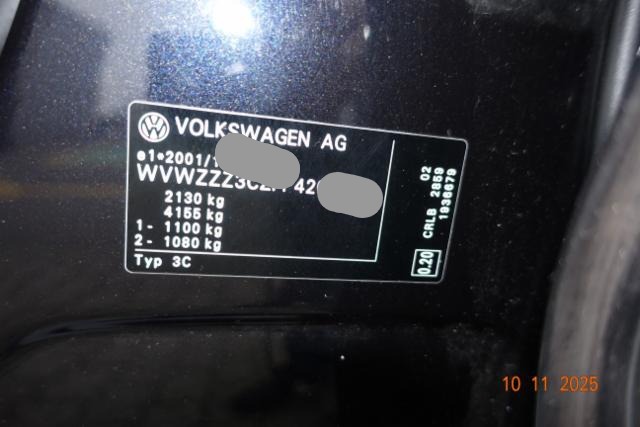 VOLKSWAGEN AG
e1*2001/
WVWZZZ3CZ 42
2130 kg
4155 kg
1- 1100 kg
2- 1080 kg
Typ 3C
02
CRLB 2859
1936679
0.20
10 11 2025